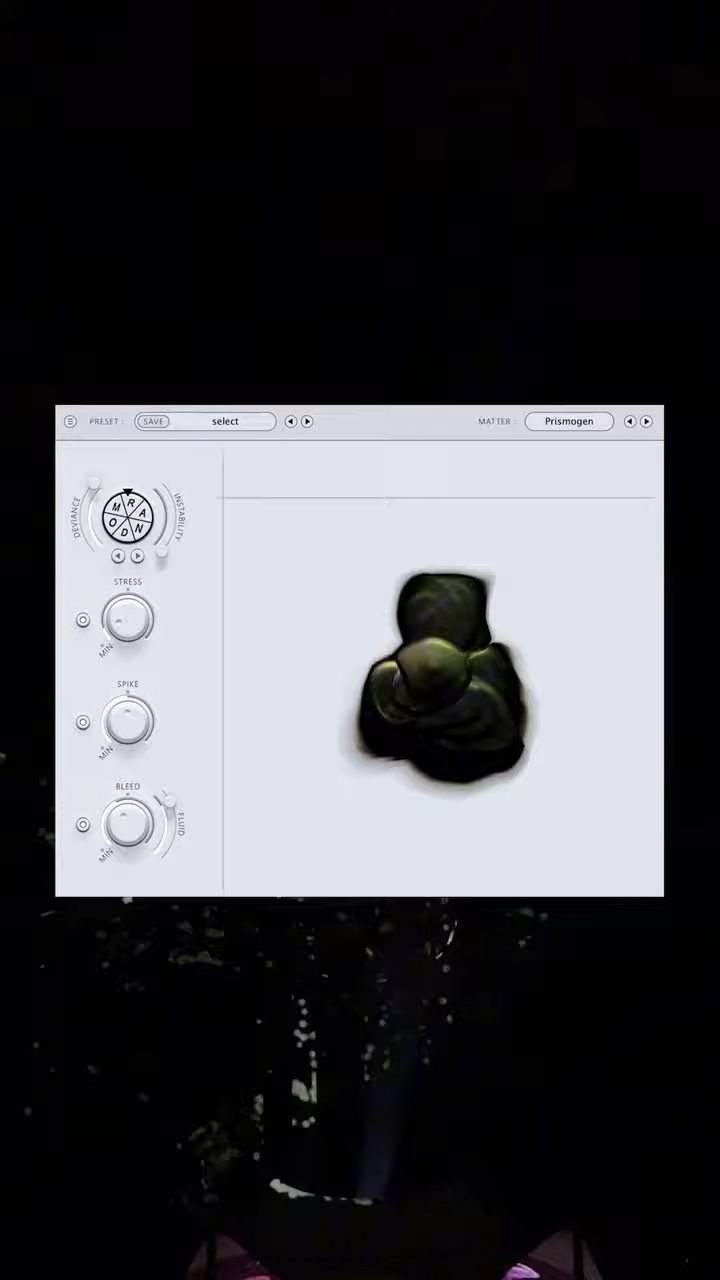 PRESET : SAVE select MATTER : Prismogen
DEVIANCE RANDOM INSTABILITY
STRESS
MIN
SPIKE
MIN
BLEED
FLUID
MIN